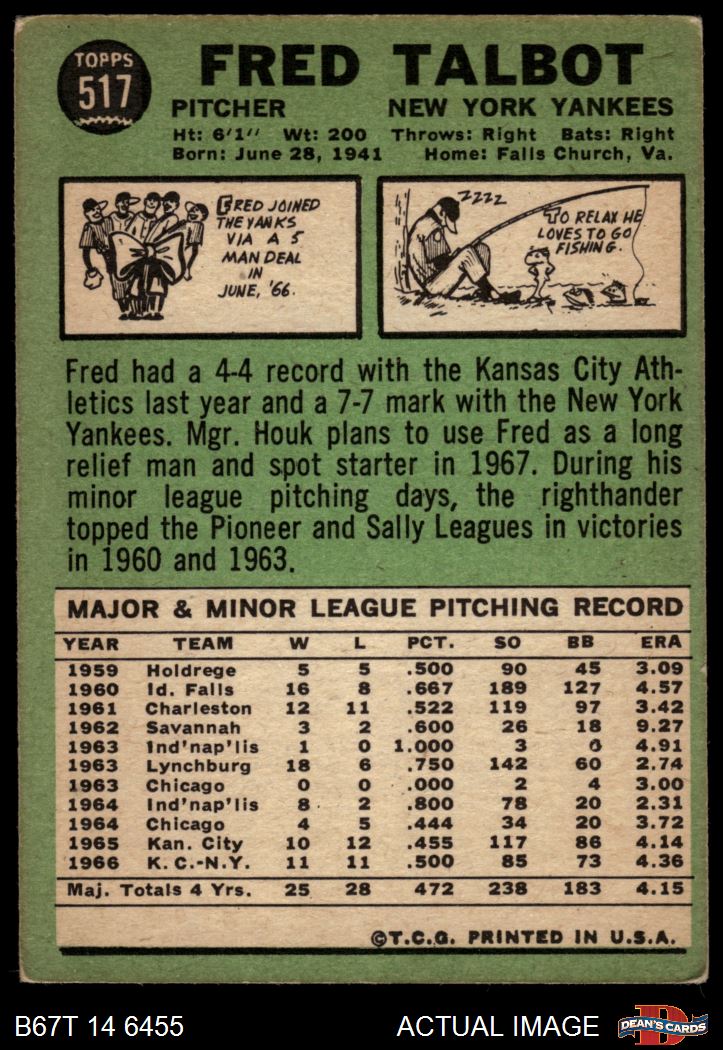 TOPPS
517
FRED TALBOT
PITCHER NEW YORK YANKEES
Ht: 6'1" Wt: 200 Throws: Right Bats: Right
Born: June 28, 1941 Home: Falls Church, Va.
FRED JOINED
THE YANKS
VIA A 5
MAN DEAL
IN
JUNE, '66.
ZZZZ
TO RELAX HE
LOVES TO GO
FISHING.
Fred had a 4-4 record with the Kansas City Ath-
letics last year and a 7-7 mark with the New York
Yankees. Mgr. Houk plans to use Fred as a long
relief man and spot starter in 1967. During his
minor league pitching days, the righthander
topped the Pioneer and Sally Leagues in victories
in 1960 and 1963.
MAJOR & MINOR LEAGUE PITCHING RECORD
YEAR TEAM W L PCT. SO BB ERA
1959 Holdrege 5 5 .500 90 45 3.09
1960 Id. Falls 16 8 .667 189 127 4.57
1961 Charleston 12 11 .522 119 97 3.42
1962 Savannah 3 2 .600 26 18 9.27
1963 Ind'nap'lis 1 0 1.000 3 6 4.91
1963 Lynchburg 18 6 .750 142 60 2.74
1963 Chicago 0 0 .000 2 4 3.00
1964 Ind'nap'lis 8 2 .800 78 20 2.31
1964 Chicago 4 5 .444 34 20 3.72
1965 Kan. City 10 12 .455 117 86 4.14
1966 K.C.-N.Y. 11 11 .500 85 73 4.36
Maj. Totals 4 Yrs. 25 28 472 238 183 4.15
©T.C.G. PRINTED IN U.S.A.
B67T 14 6455 ACTUAL IMAGE
DEAN'S CARDS